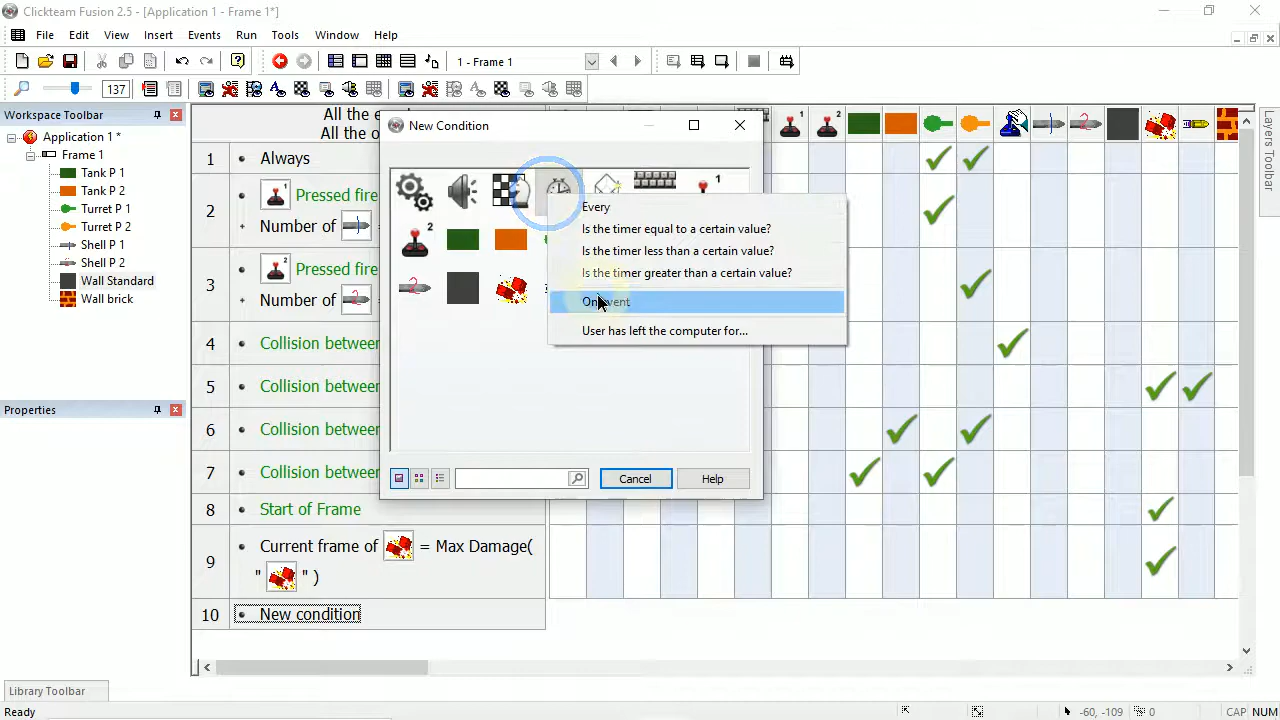 Clickteam Fusion 2.5 - [Application 1 - Frame 1*]
File Edit View Insert Events Run Tools Window Help
1 - Frame 1
137
Workspace Toolbar
Application 1 *
Frame 1
Tank P 1
Tank P 2
Turret P 1
Turret P 2
Shell P 1
Shell P 2
Wall Standard
Wall brick
Properties
Library Toolbar
Layers Toolbar
All the
All the o
1 • Always
2 • 1 Pressed fire
+ Number of =
3 • 2 Pressed fire
+ Number of =
4 • Collision between
5 • Collision between
6 • Collision between
7 • Collision between
8 • Start of Frame
9 • Current frame of = Max Damage(
" " )
10 • New condition
New Condition
1
2
Every
Is the timer equal to a certain value?
Is the timer less than a certain value?
Is the timer greater than a certain value?
User has left the computer for...
Cancel Help
1 2
Ready
-60, -109 0 CAP NUM